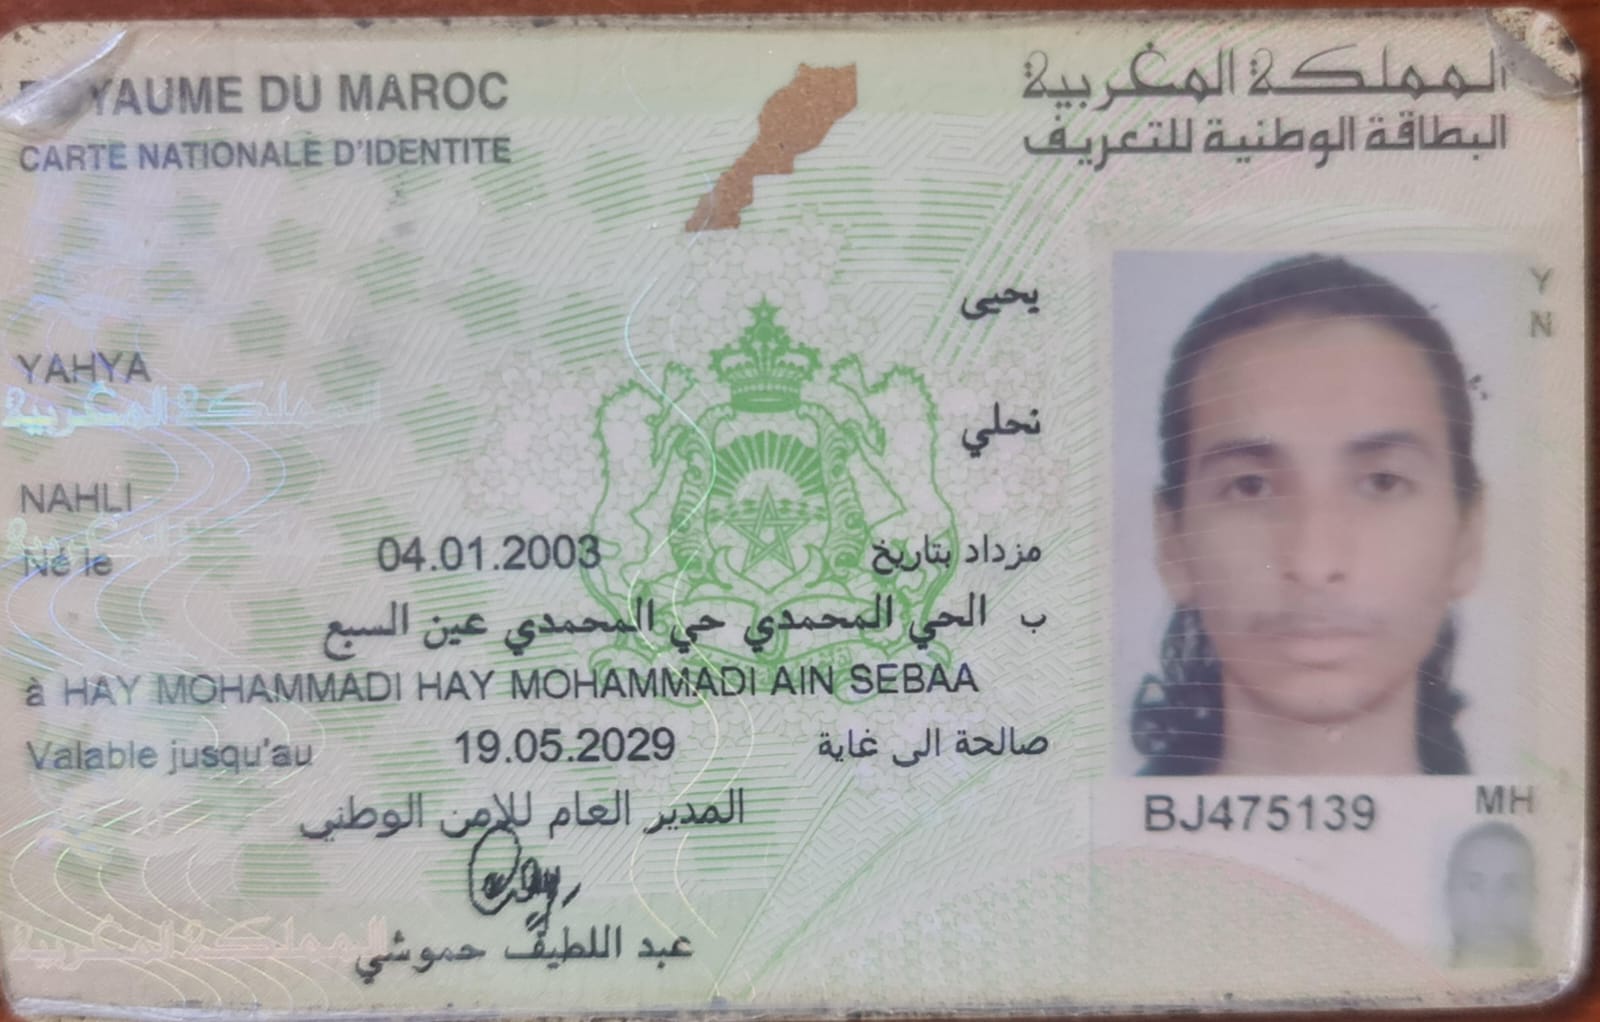 ROYAUME DU MAROC
المملكة المغربية
CARTE NATIONALE D'IDENTITE
البطاقة الوطنية للتعريف
يحيى
YAHYA
المملكة المغربية
نحلي
NAHLI
Né le 04.01.2003 مزداد بتاريخ
ب الحي المحمدي حي المحمدي عين السبع
à HAY MOHAMMADI HAY MOHAMMADI AIN SEBAA
Valable jusqu'au 19.05.2029 صالحة الى غاية
المدير العام للأمن الوطني
عبد اللطيف حموشي
المملكة المغربية
Y
N
BJ475139
MH